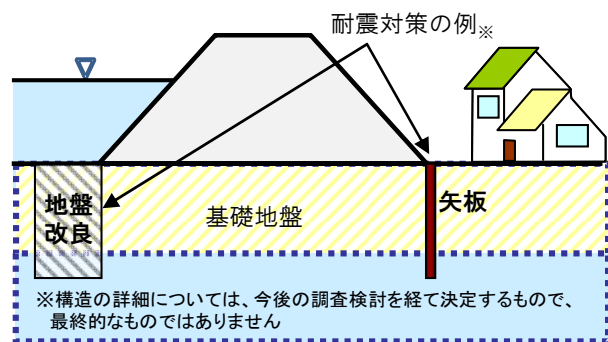 耐震対策の例※
地盤
改良
基礎地盤
矢板
※構造の詳細については、今後の調査検討を経て決定するもので、
最終的なものではありません